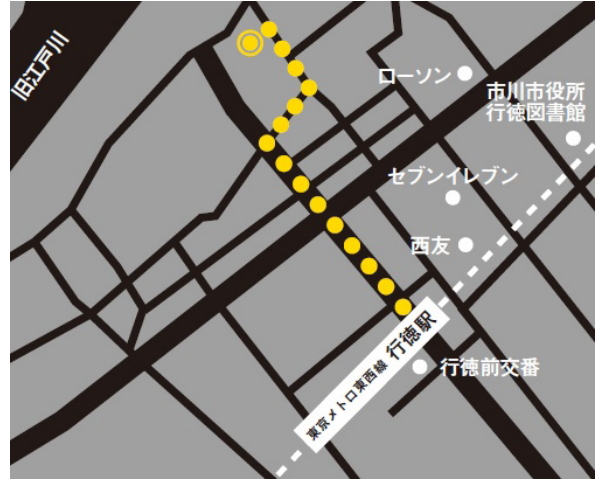 旧江戸川
ローソン
市川市役所
行徳図書館
セブンイレブン
西友
東京メトロ東西線 行徳駅
行徳前交番